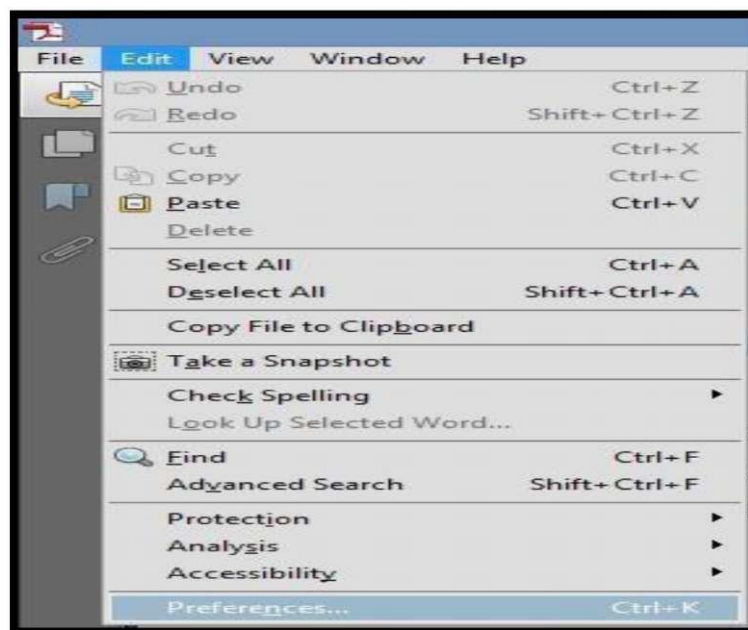 File Edit View Window Help
Undo Ctrl+Z
Redo Shift+Ctrl+Z
Cut Ctrl+X
Copy Ctrl+C
Paste Ctrl+V
Delete
Select All Ctrl+A
Deselect All Shift+Ctrl+A
Copy File to Clipboard
Take a Snapshot
Check Spelling
Look Up Selected Word...
Find Ctrl+F
Advanced Search Shift+Ctrl+F
Protection
Analysis
Accessibility
Preferences... Ctrl+K